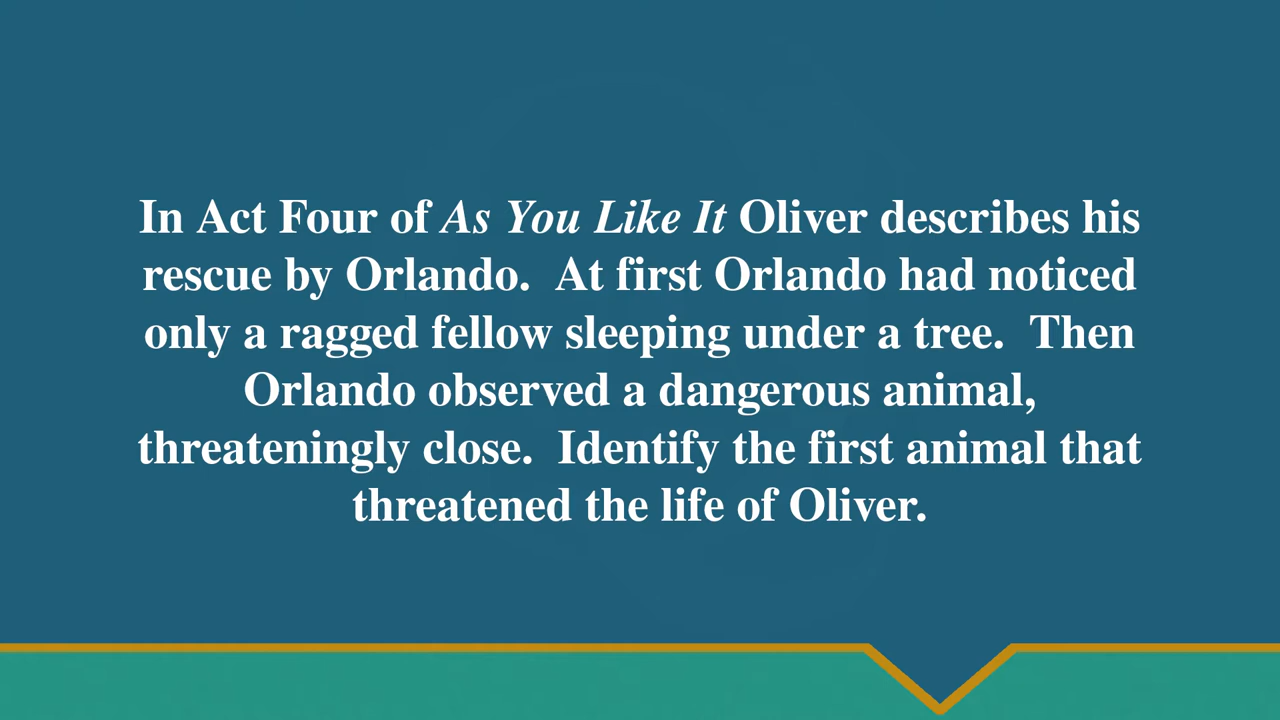 In Act Four of As You Like It Oliver describes his
rescue by Orlando.  At first Orlando had noticed
only a ragged fellow sleeping under a tree.  Then
Orlando observed a dangerous animal,
threateningly close.  Identify the first animal that
threatened the life of Oliver.